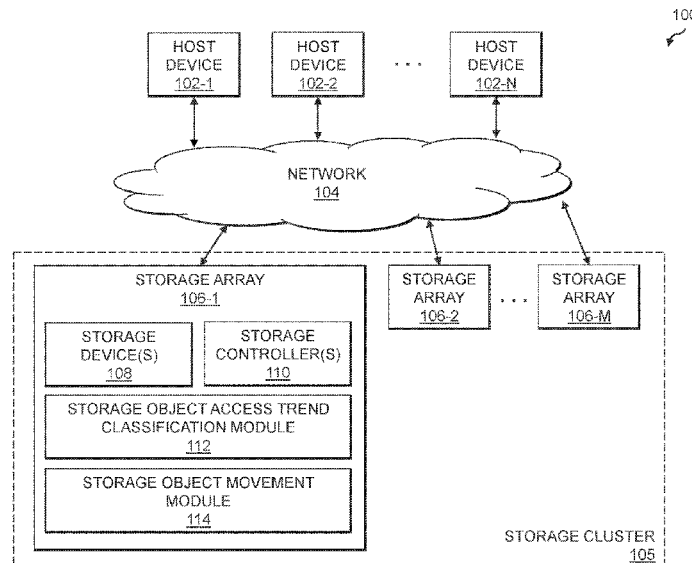 100
HOST
DEVICE
102-1
HOST
DEVICE
102-2
. . .
HOST
DEVICE
102-N
NETWORK
104
STORAGE ARRAY
106-1
STORAGE
DEVICE(S)
108
STORAGE
CONTROLLER(S)
110
STORAGE OBJECT ACCESS TREND
CLASSIFICATION MODULE
112
STORAGE OBJECT MOVEMENT
MODULE
114
STORAGE
ARRAY
106-2
. . .
STORAGE
ARRAY
106-M
STORAGE CLUSTER
105